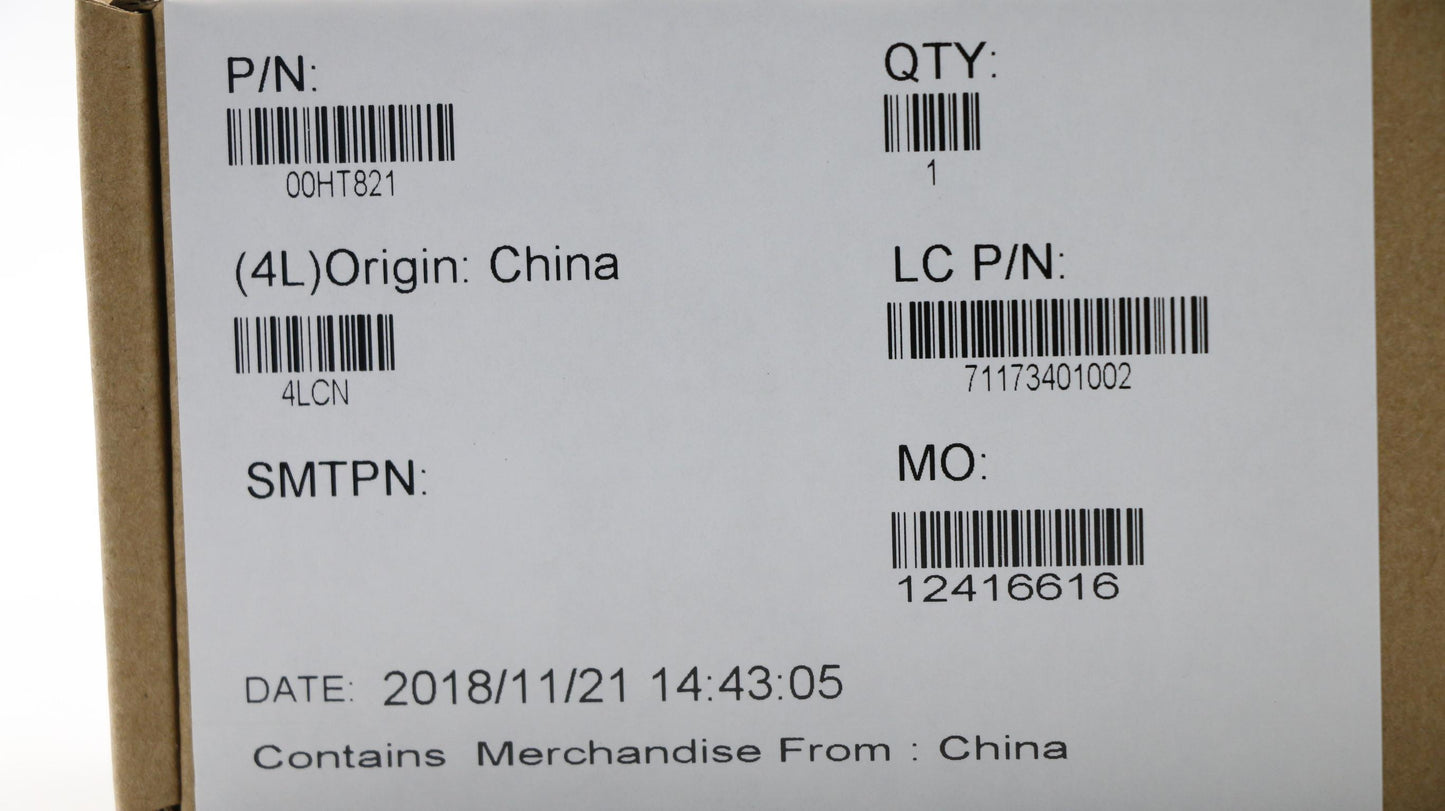 P/N:
00HT821
QTY:
1
(4L)Origin: China
4LCN
LC P/N:
71173401002
SMTPN:
MO:
12416616
DATE: 2018/11/21 14:43:05
Contains Merchandise From : China